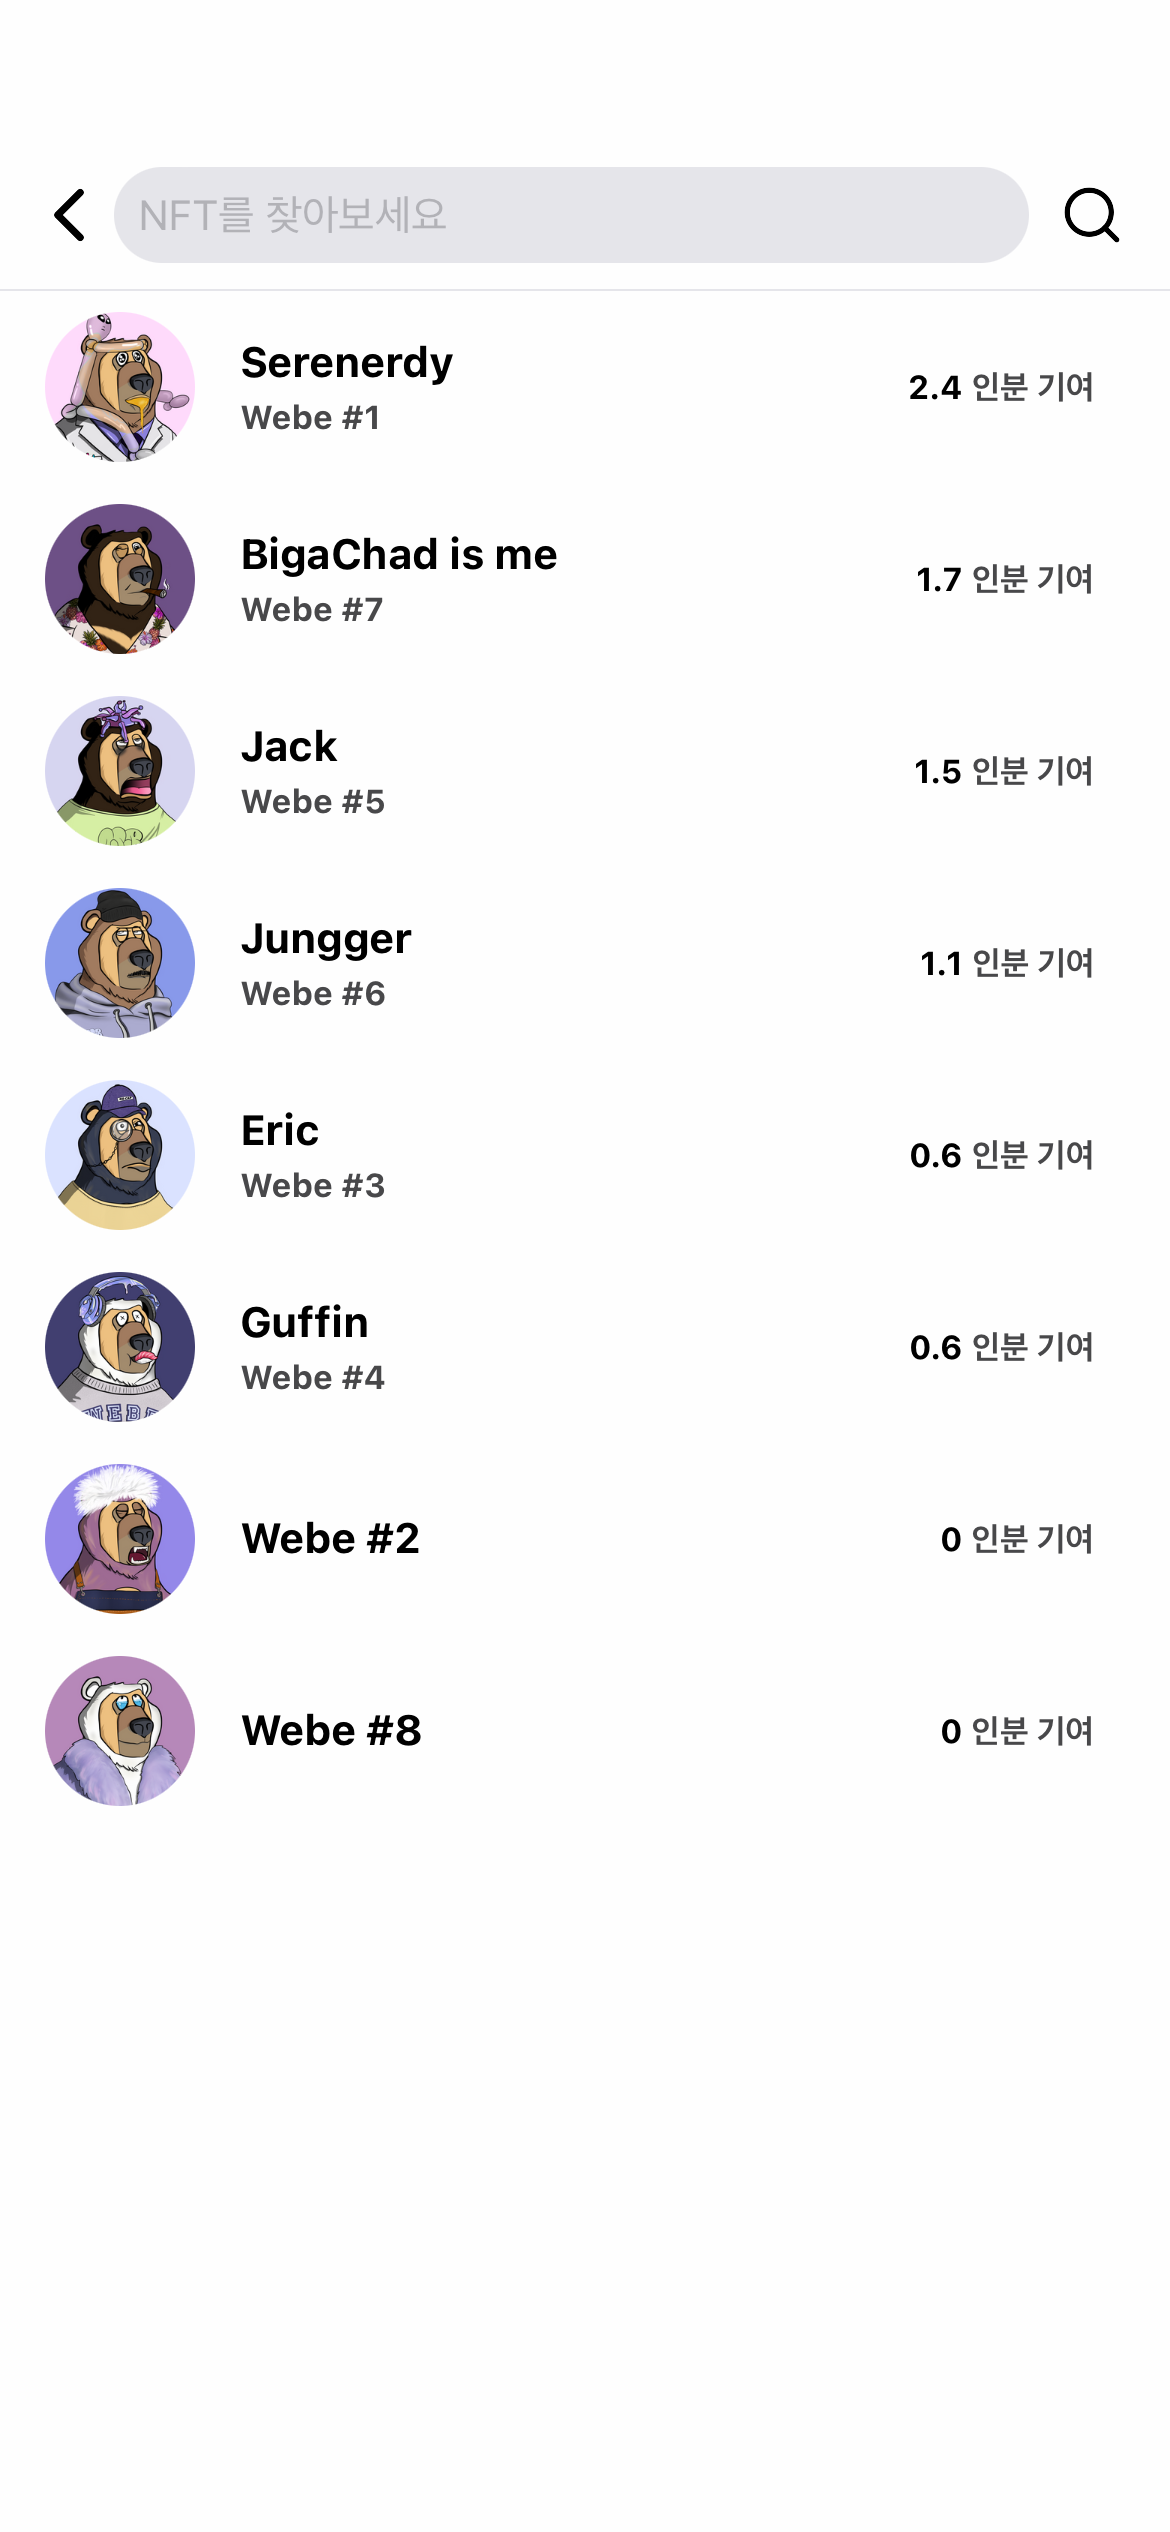 NFT를 찾아보세요
Serenerdy
Webe #1
2.4 인분 기여
BigaChad is me
Webe #7
1.7 인분 기여
Jack
Webe #5
1.5 인분 기여
Jungger
Webe #6
1.1 인분 기여
Eric
Webe #3
0.6 인분 기여
Guffin
Webe #4
0.6 인분 기여
Webe #2
0 인분 기여
Webe #8
0 인분 기여